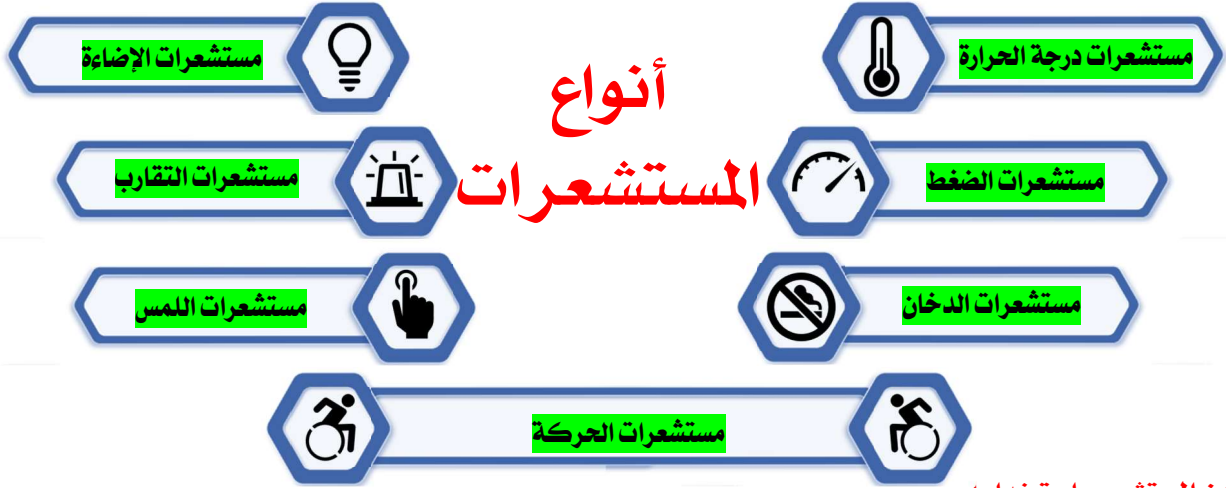 أنواع
المستشعرات
مستشعرات درجة الحرارة
مستشعرات الإضاءة
مستشعرات الضغط
مستشعرات التقارب
مستشعرات الدخان
مستشعرات اللمس
مستشعرات الحركة